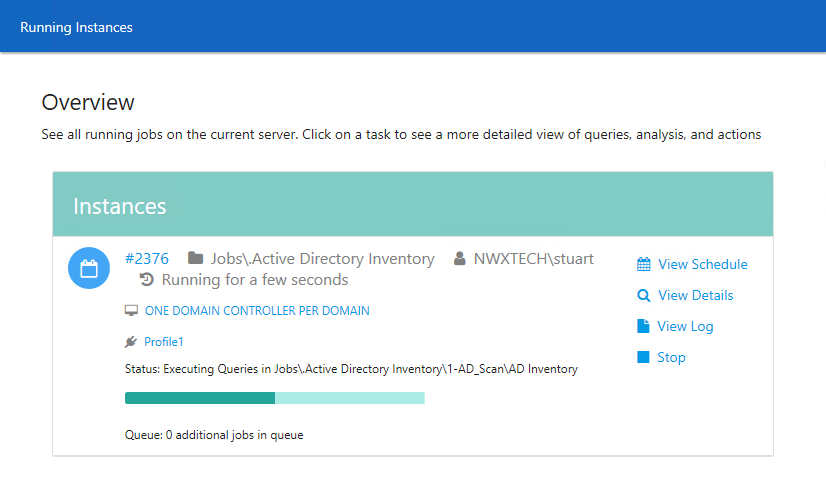 Running Instances
Overview
See all running jobs on the current server. Click on a task to see a more detailed view of queries, analysis, and actions
Instances
#2376 Jobs\.Active Directory Inventory NWXTECH\stuart
Running for a few seconds
ONE DOMAIN CONTROLLER PER DOMAIN
Profile1
Status: Executing Queries in Jobs\.Active Directory Inventory\1-AD_Scan\AD Inventory
Queue: 0 additional jobs in queue
View Schedule
View Details
View Log
Stop